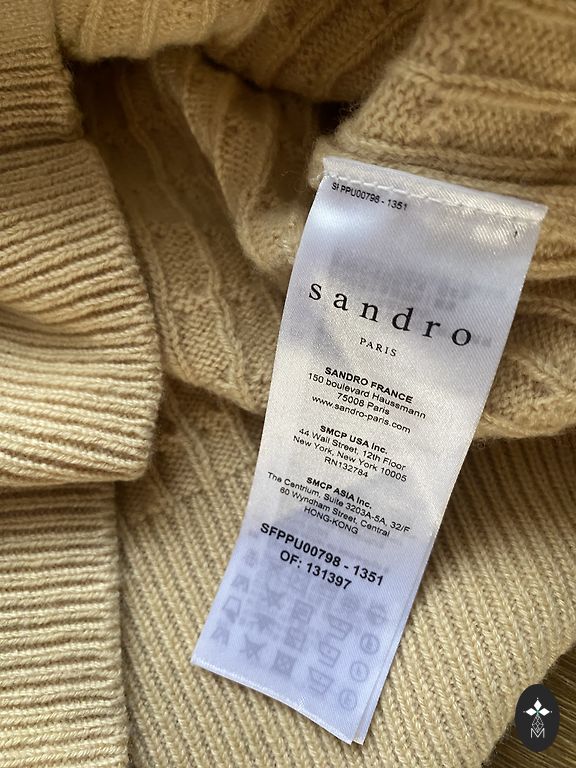 SFPPU00798 - 1351
sandro
PARIS
SANDRO FRANCE
150 boulevard Haussmann
75008 Paris
www.sandro-paris.com
SMCP USA Inc.
44 Wall Street, 12th Floor
New York, New York 10005
RN132784
SMCP ASIA Inc.
The Centrium, Suite 3203A-5A, 32/F
60 Wyndham Street, Central
HONG-KONG
SFPPU00798 - 1351
OF: 131397
M